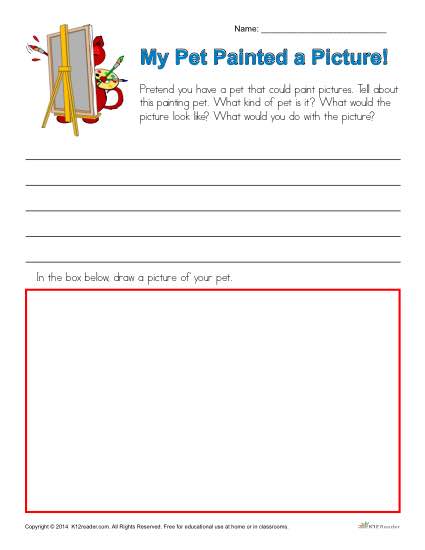 Name: ______________________________
My Pet Painted a Picture!
Pretend you have a pet that could paint pictures. Tell about
this painting pet. What kind of pet is it? What would the
picture look like? What would you do with the picture?
In the box below, draw a picture of your pet.
Copyright © 2014 K12reader.com. All Rights Reserved. Free for educational use at home or in classrooms.
K12Reader